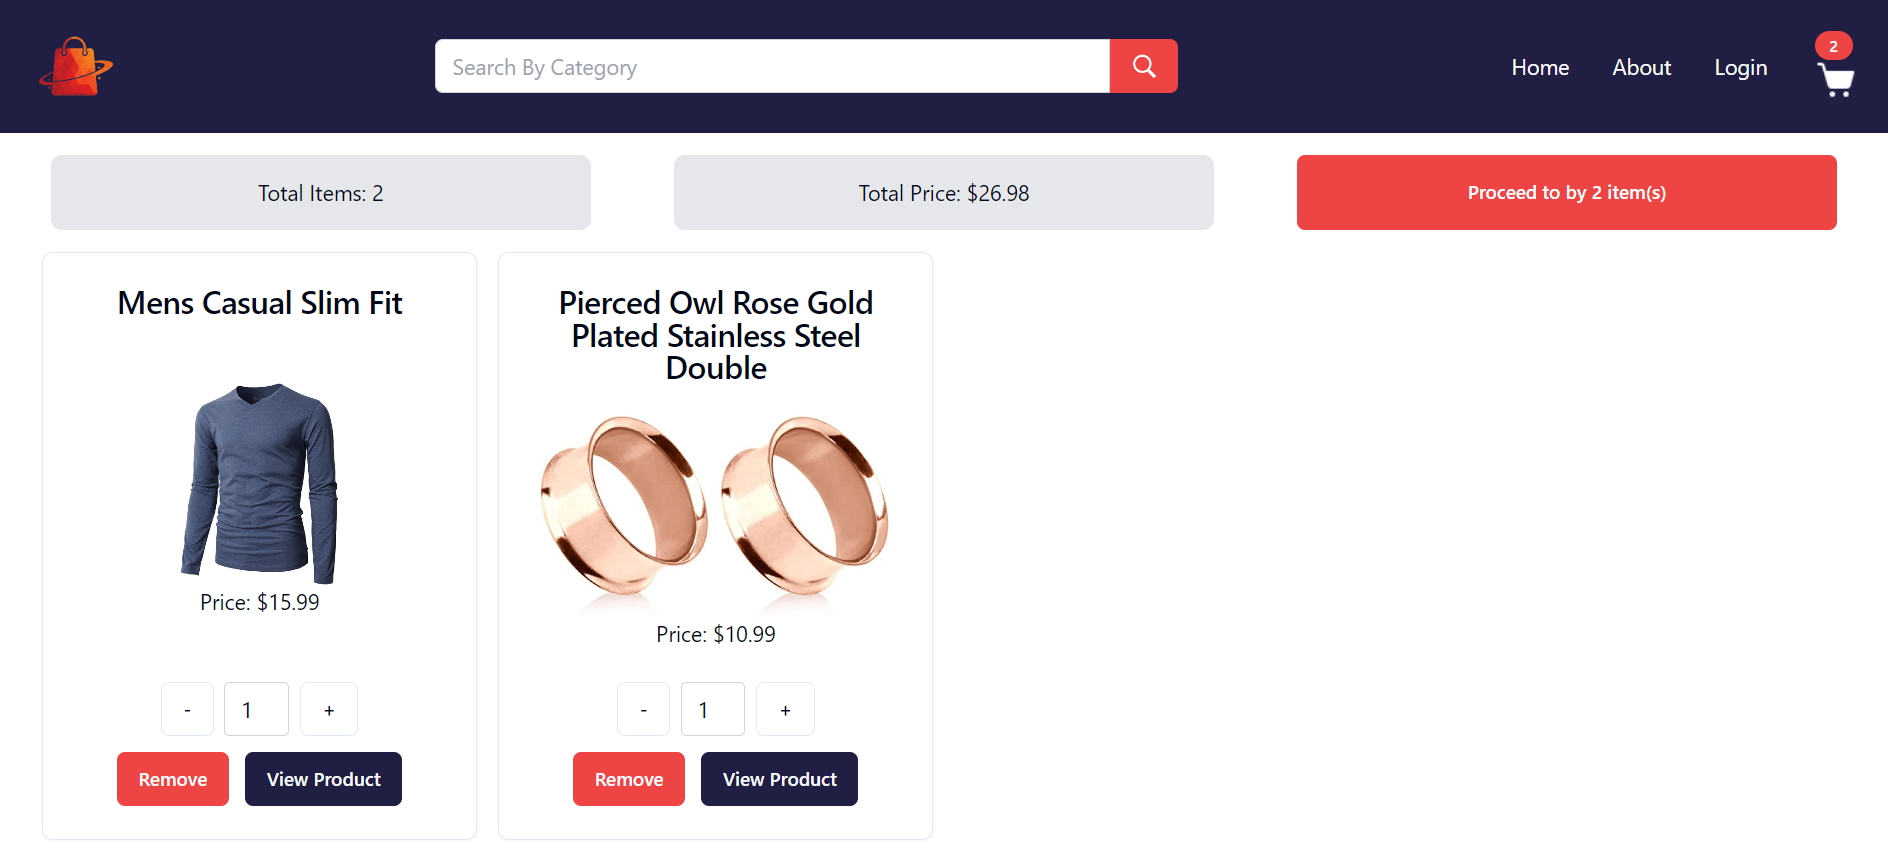 Search By Category
Home
About
Login
2
Total Items: 2
Total Price: $26.98
Proceed to by 2 item(s)
Mens Casual Slim Fit
Price: $15.99
-
1
+
Remove
View Product
Pierced Owl Rose Gold
Plated Stainless Steel
Double
Price: $10.99
-
1
+
Remove
View Product